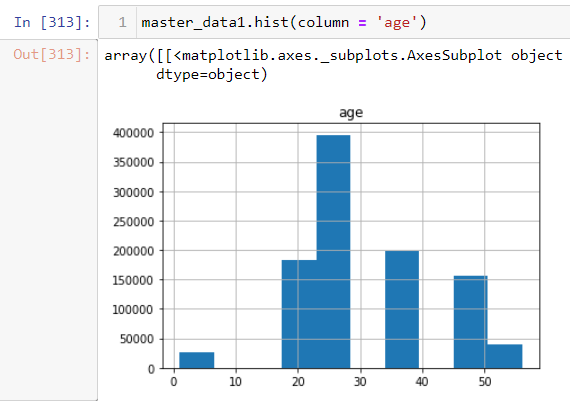 In [313]: 1 master_data1.hist(column = 'age')
Out[313]: array([[<matplotlib.axes._subplots.AxesSubplot object
dtype=object)
age
400000
350000
300000
250000
200000
150000
100000
50000
0
0 10 20 30 40 50